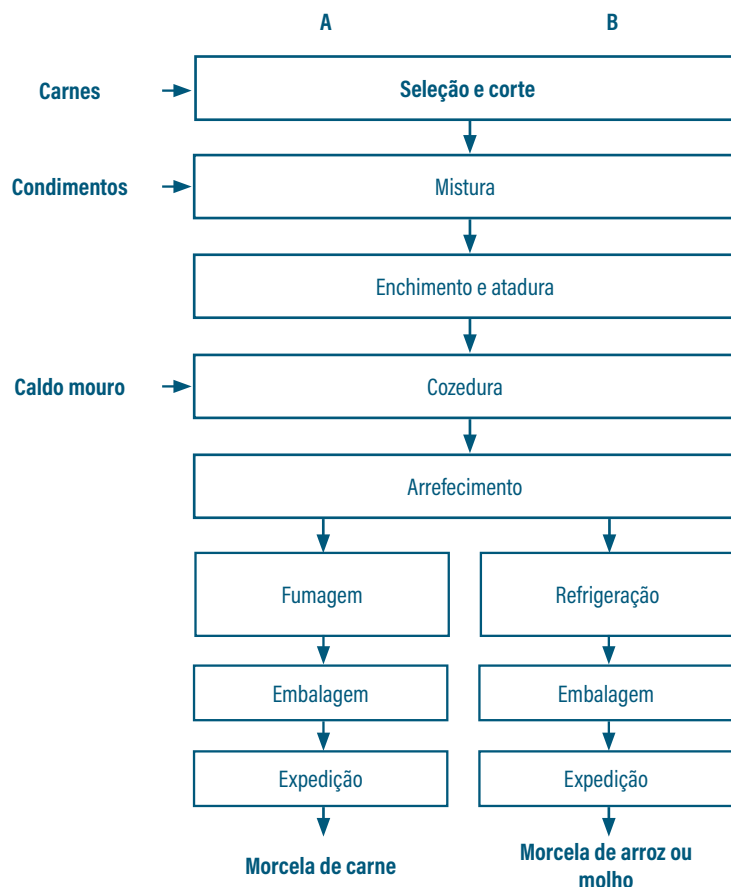 A B
Carnes Seleção e corte
Condimentos Mistura
Enchimento e atadura
Caldo mouro Cozedura
Arrefecimento
Fumagem Refrigeração
Embalagem Embalagem
Expedição Expedição
Morcela de carne Morcela de arroz ou
molho